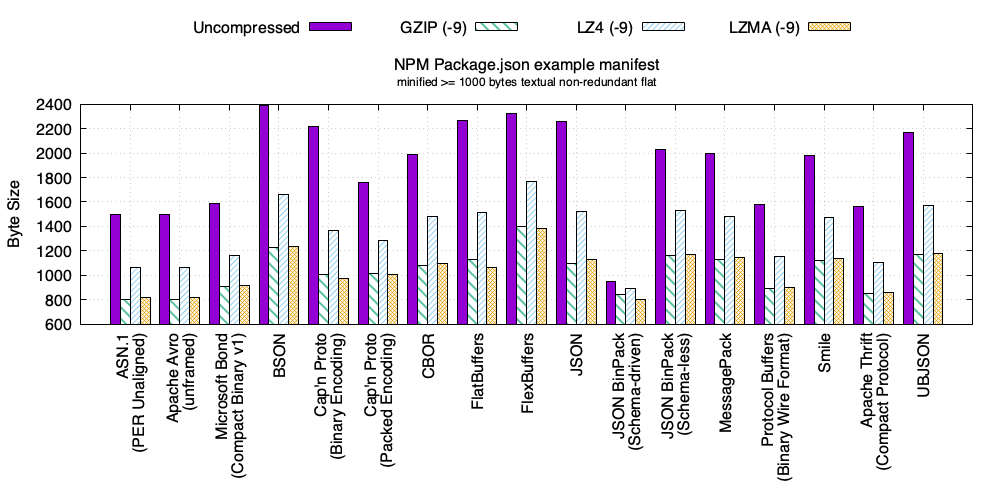 Uncompressed GZIP (-9) LZ4 (-9) LZMA (-9)
NPM Package.json example manifest
minified >= 1000 bytes textual non-redundant flat
Byte Size
2400
2200
2000
1800
1600
1400
1200
1000
800
600
ASN.1
(PER Unaligned)
Apache Avro
(unframed)
Microsoft Bond
(Compact Binary v1)
BSON
Cap'n Proto
(Binary Encoding)
Cap'n Proto
(Packed Encoding)
CBOR
FlatBuffers
FlexBuffers
JSON
JSON BinPack
(Schema-driven)
JSON BinPack
(Schema-less)
MessagePack
Protocol Buffers
(Binary Wire Format)
Smile
Apache Thrift
(Compact Protocol)
UBJSON